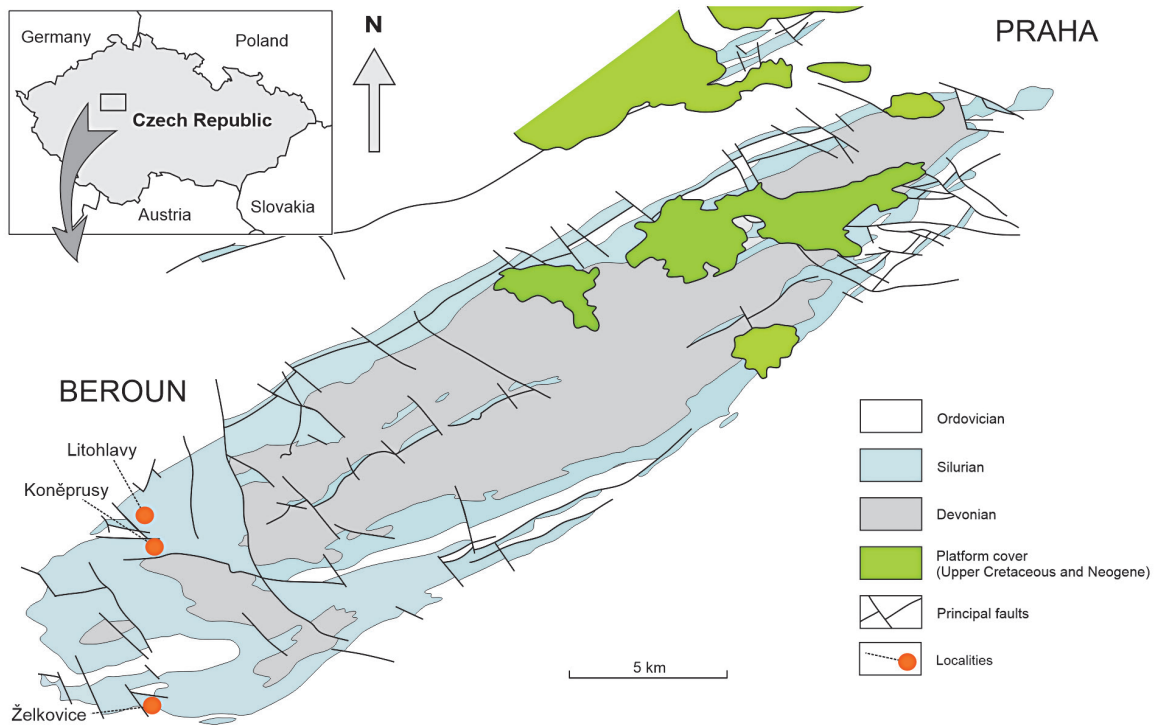 Germany
Poland
Czech Republic
Austria
Slovakia
N
PRAHA
BEROUN
Litohlavy
Koněprusy
Želkovice
5 km
Ordovician
Silurian
Devonian
Platform cover
(Upper Cretaceous and Neogene)
Principal faults
Localities